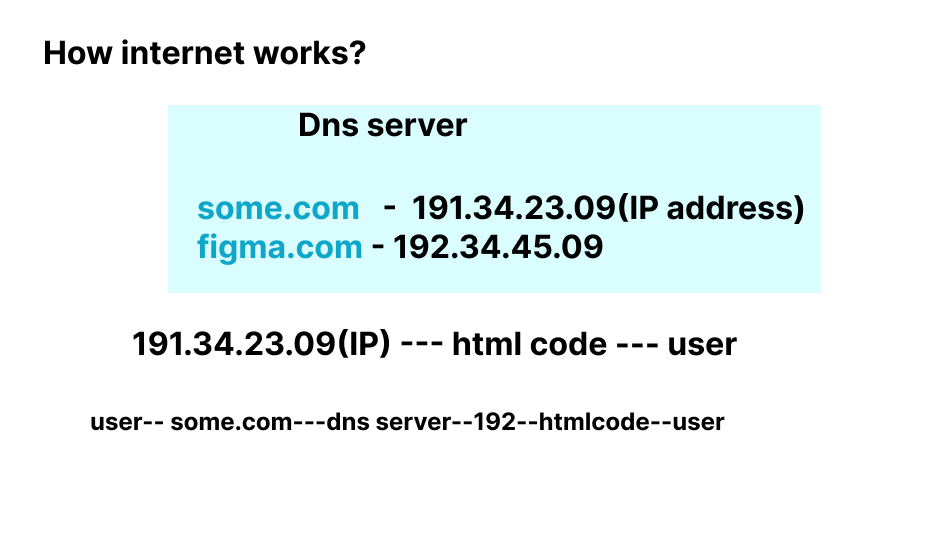 How internet works?
Dns server
some.com - 191.34.23.09(IP address)
figma.com - 192.34.45.09
191.34.23.09(IP) --- html code --- user
user-- some.com---dns server--192--htmlcode--user